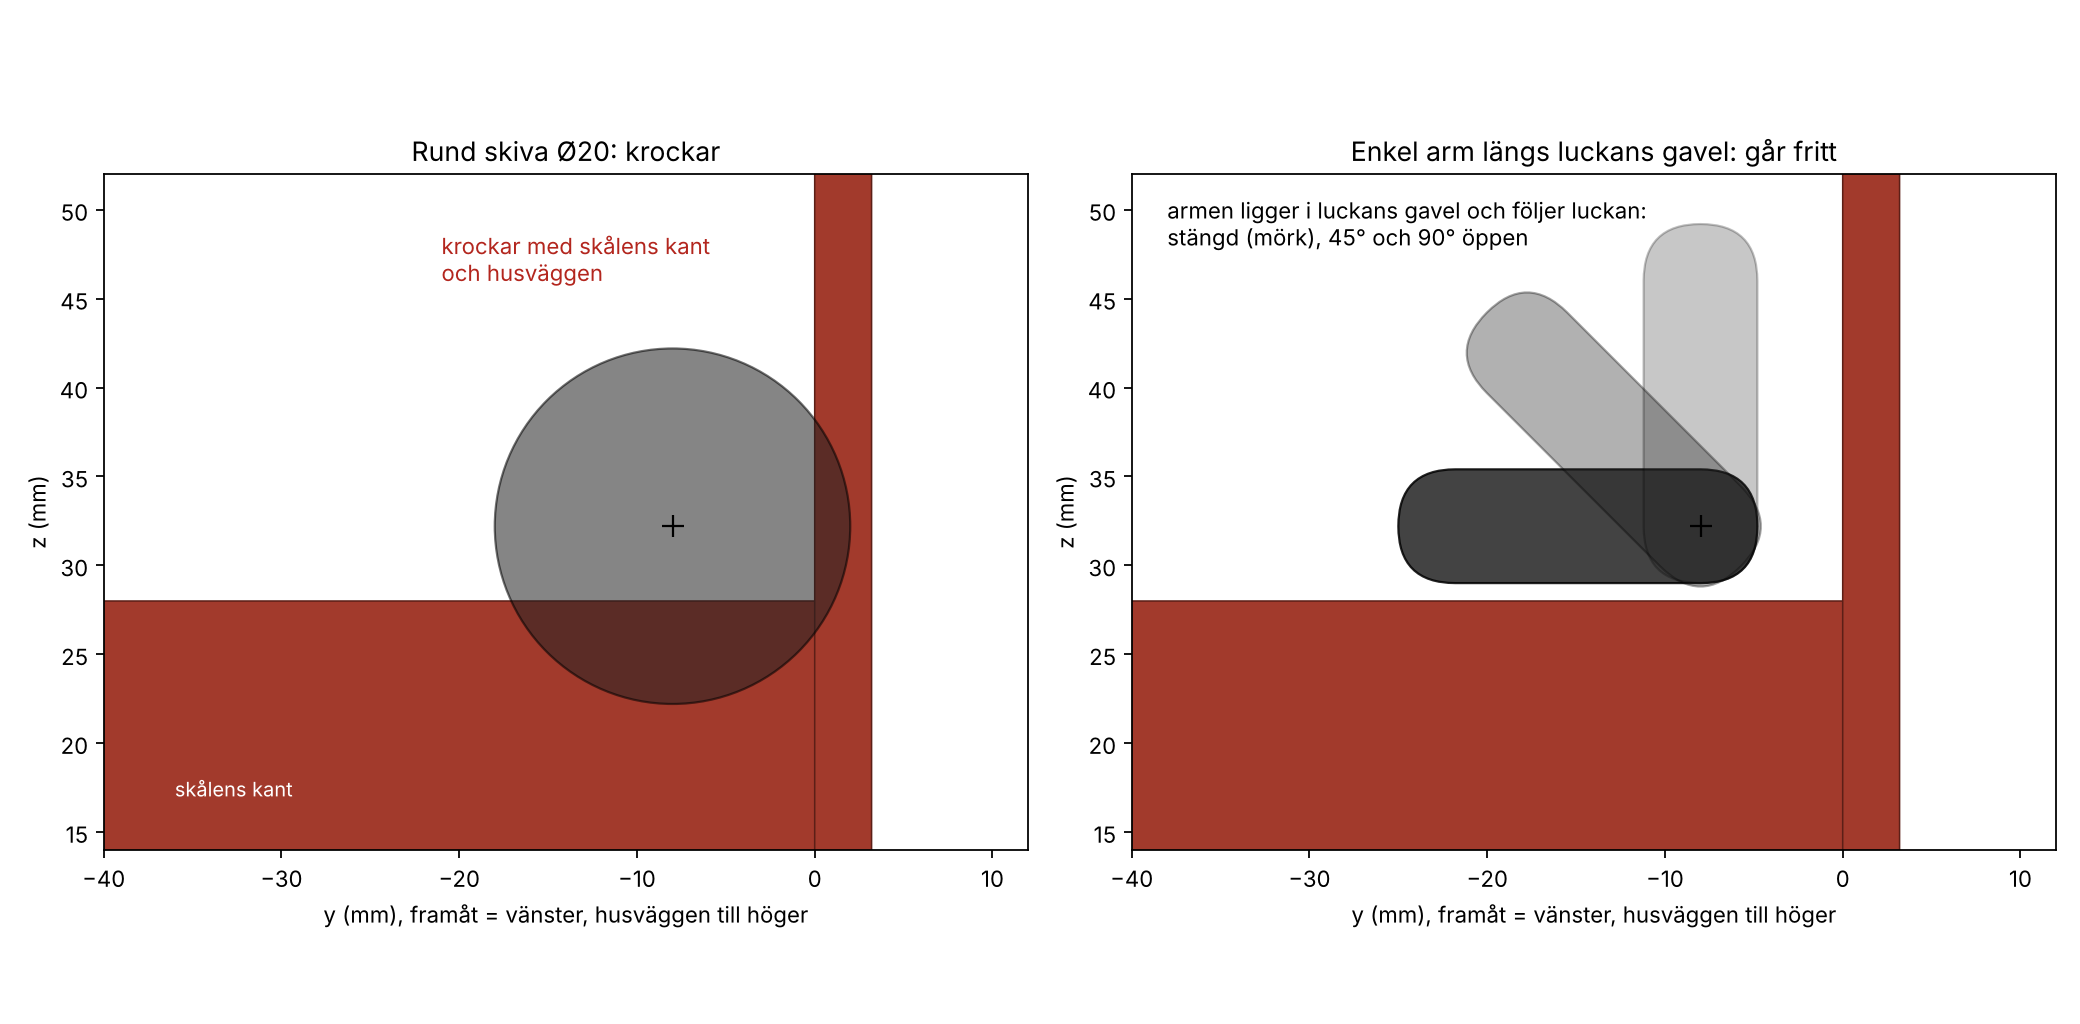 Rund skiva Ø20: krockar
krockar med skålens kant
och husväggen
skålens kant
z (mm)
50
45
40
35
30
25
20
15
−40
−30
−20
−10
0
10
y (mm), framåt = vänster, husväggen till höger
Enkel arm längs luckans gavel: går fritt
armen ligger i luckans gavel och följer luckan:
stängd (mörk), 45° och 90° öppen
z (mm)
50
45
40
35
30
25
20
15
−40
−30
−20
−10
0
10
y (mm), framåt = vänster, husväggen till höger